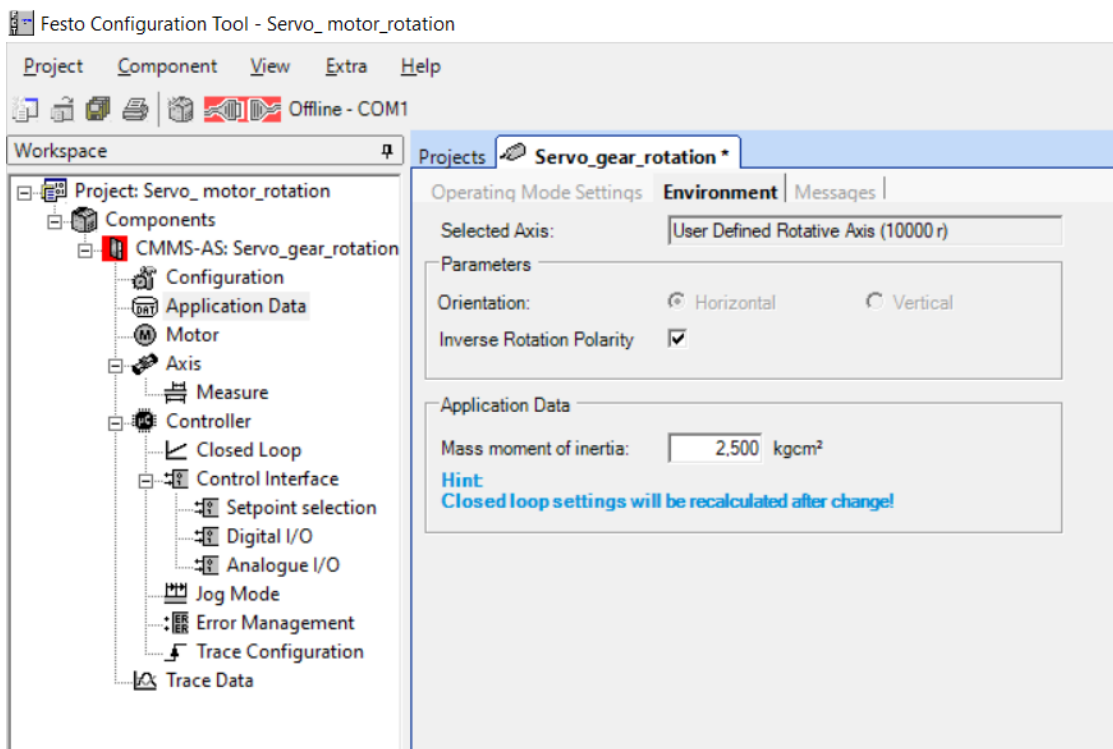 Festo Configuration Tool - Servo_ motor_rotation
Project Component View Extra Help
Offline - COM1
Workspace
Projects Servo_gear_rotation *
Project: Servo_ motor_rotation
Components
CMMS-AS: Servo_gear_rotation
Configuration
DAT Application Data
M Motor
Axis
Measure
Controller
Closed Loop
Control Interface
Setpoint selection
Digital I/O
Analogue I/O
Jog Mode
Error Management
Trace Configuration
Trace Data
Operating Mode Settings Environment Messages
Selected Axis: User Defined Rotative Axis (10000 r)
Parameters
Orientation: Horizontal Vertical
Inverse Rotation Polarity
Application Data
Mass moment of inertia: 2,500 kgcm²
Hint:
Closed loop settings will be recalculated after change!